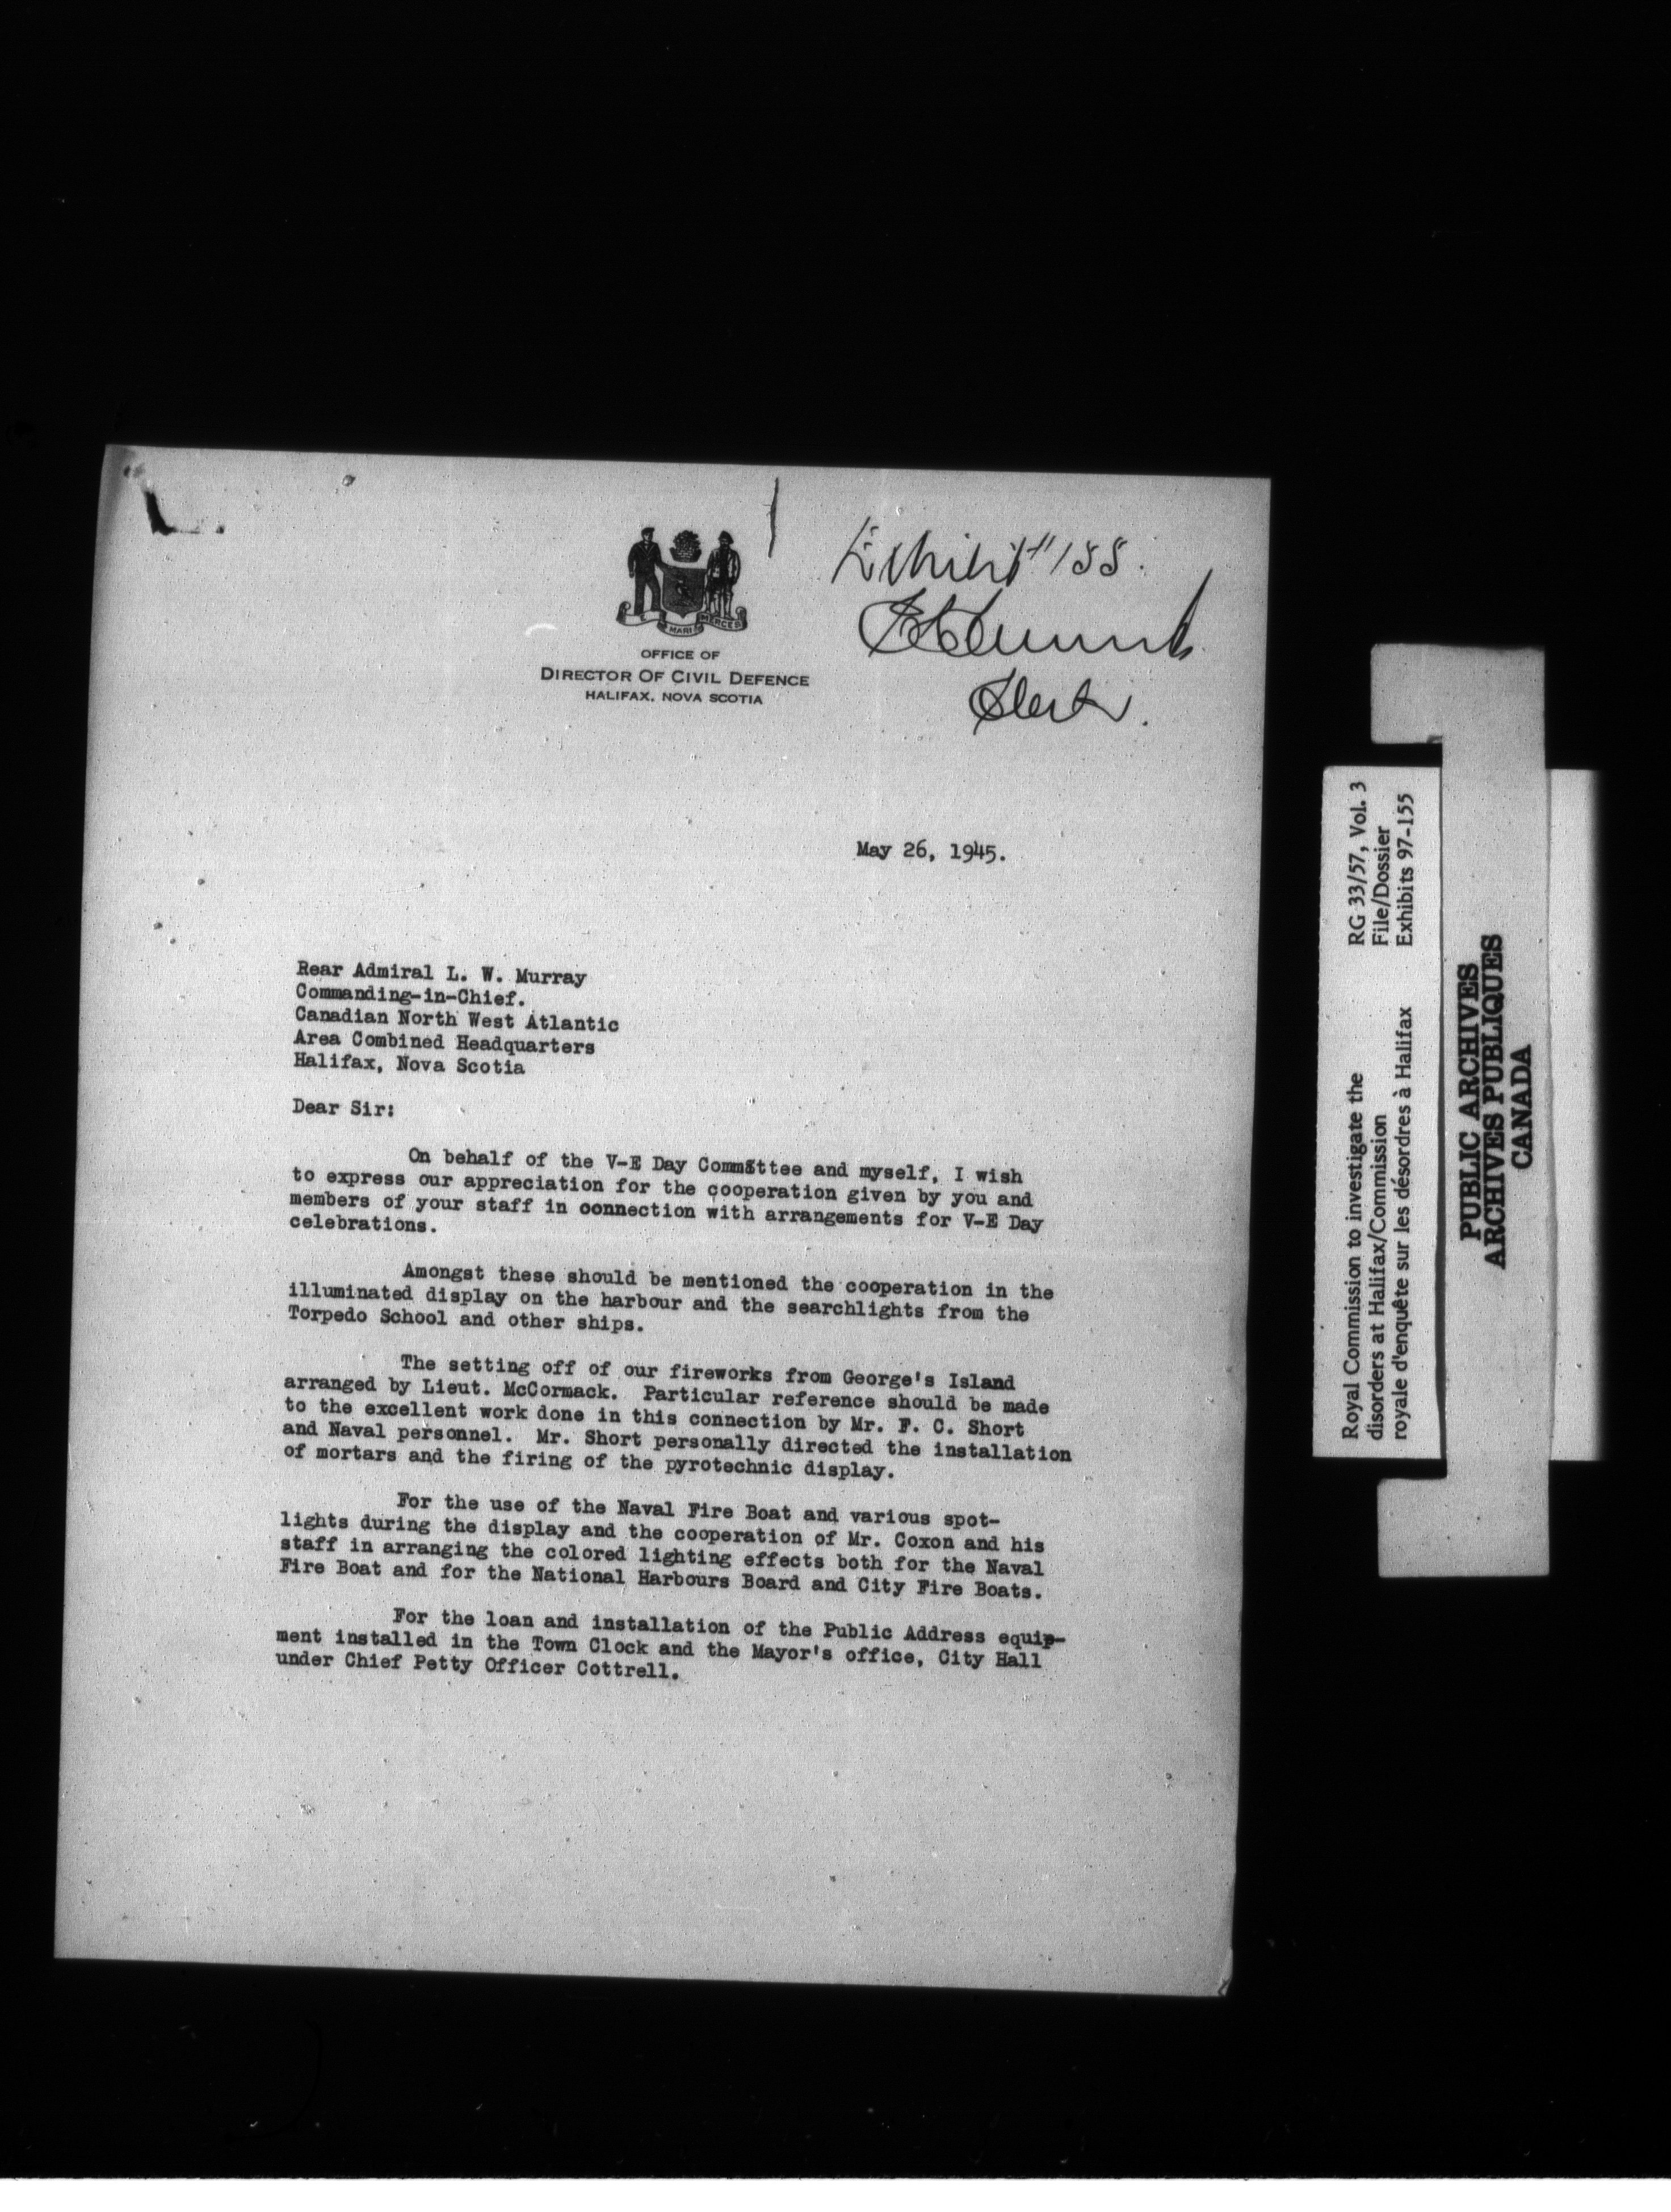 Exhibit 155.
Clerk.
E MARI MERCES
OFFICE OF
DIRECTOR OF CIVIL DEFENCE
HALIFAX, NOVA SCOTIA
May 26, 1945.
Rear Admiral L. W. Murray
Commanding-in-Chief.
Canadian North West Atlantic
Area Combined Headquarters
Halifax, Nova Scotia
Dear Sir:
On behalf of the V-E Day Committee and myself, I wish
to express our appreciation for the cooperation given by you and
members of your staff in connection with arrangements for V-E Day
celebrations.
Amongst these should be mentioned the cooperation in the
illuminated display on the harbour and the searchlights from the
Torpedo School and other ships.
The setting off of our fireworks from George's Island
arranged by Lieut. McCormack. Particular reference should be made
to the excellent work done in this connection by Mr. F. C. Short
and Naval personnel. Mr. Short personally directed the installation
of mortars and the firing of the pyrotechnic display.
For the use of the Naval Fire Boat and various spot-
lights during the display and the cooperation of Mr. Coxon and his
staff in arranging the colored lighting effects both for the Naval
Fire Boat and for the National Harbours Board and City Fire Boats.
For the loan and installation of the Public Address equip-
ment installed in the Town Clock and the Mayor's office, City Hall
under Chief Petty Officer Cottrell.
Royal Commission to investigate the
disorders at Halifax/Commission
royale d'enquête sur les désordres à Halifax
RG 33/57, Vol. 3
File/Dossier
Exhibits 97-155
PUBLIC ARCHIVES
ARCHIVES PUBLIQUES
CANADA